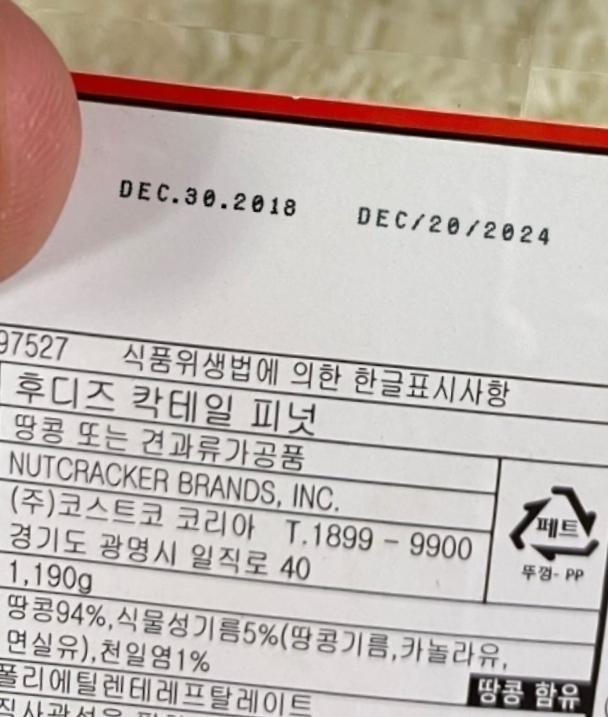 DEC.30.2018 DEC/20/2024
97527 식품위생법에 의한 한글표시사항
후디즈 칵테일 피넛
땅콩 또는 견과류가공품
NUTCRACKER BRANDS, INC.
(주)코스트코 코리아 T.1899 - 9900
경기도 광명시 일직로 40
페트
뚜껑- PP
1,190g
땅콩94%,식물성기름5%(땅콩기름,카놀라유,
면실유),천일염1%
땅콩 함유
폴리에틸렌테레프탈레이트